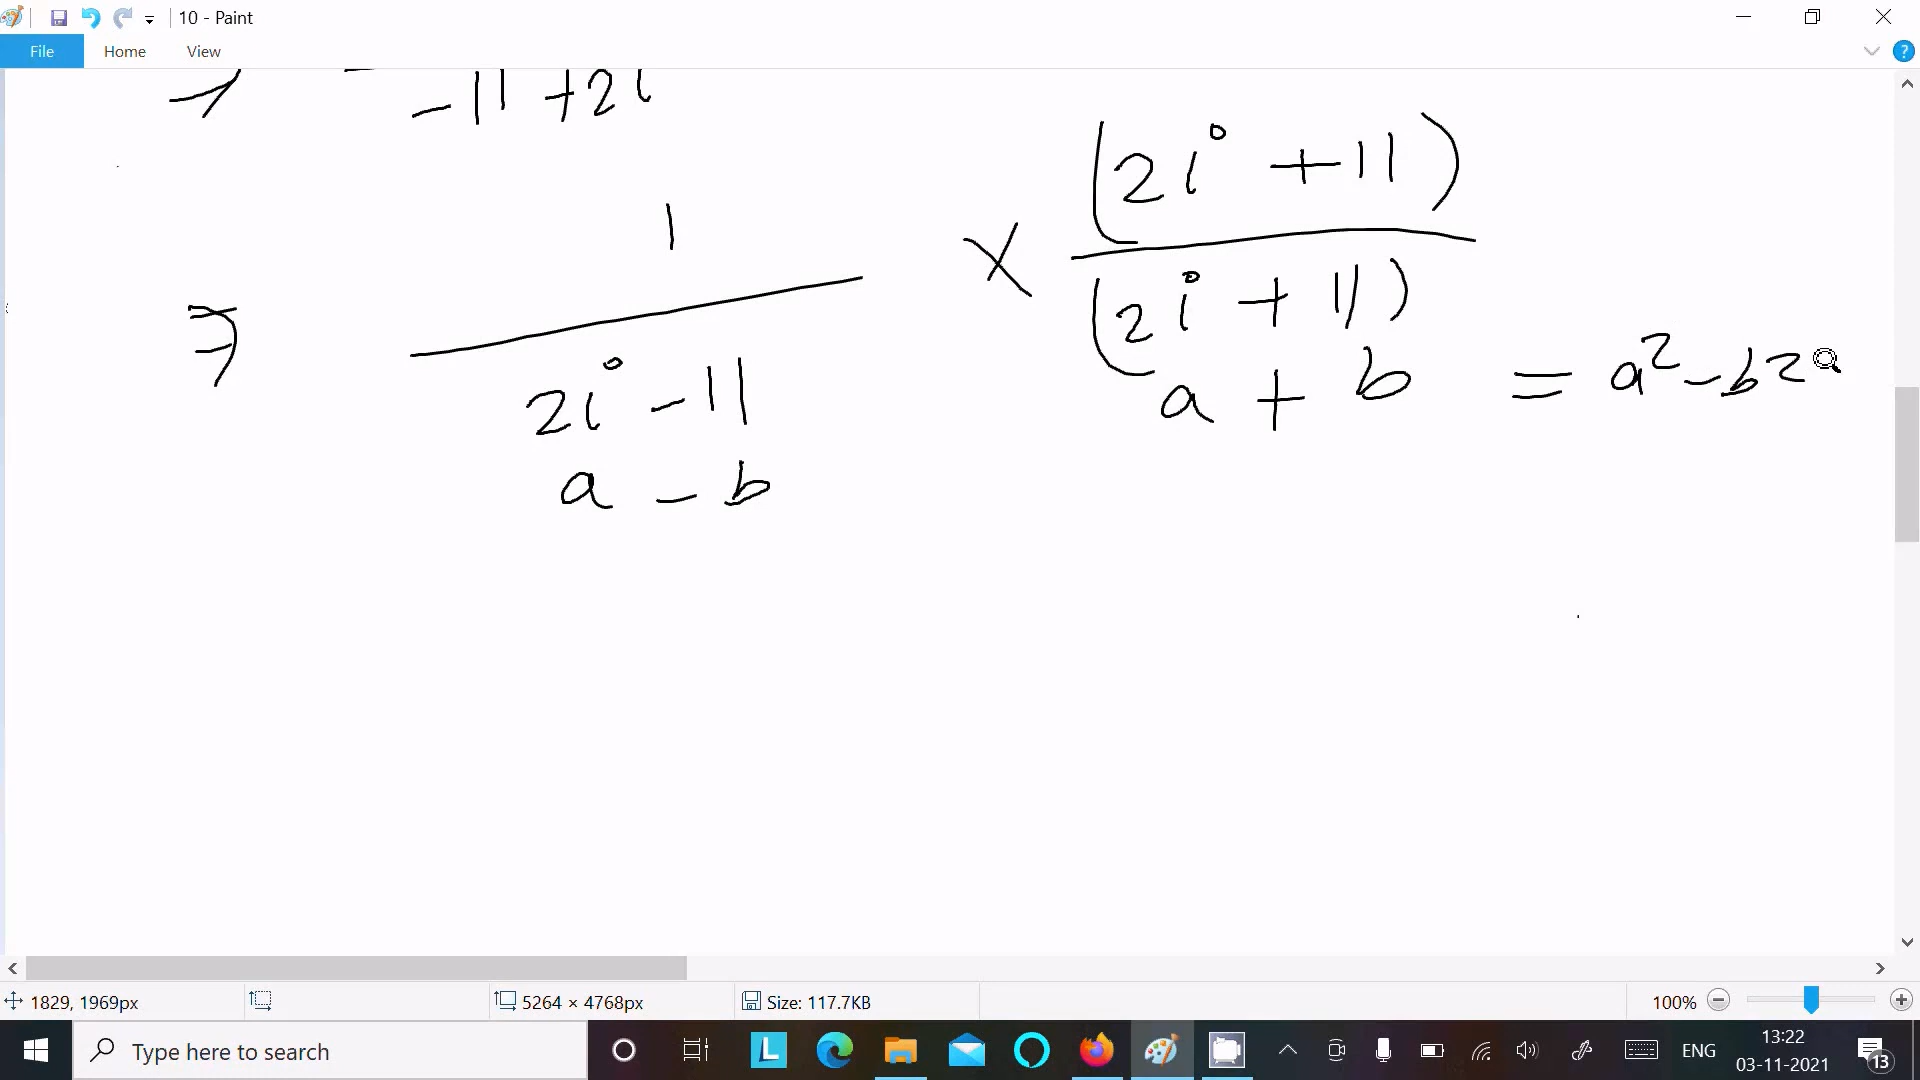 10 - Paint
File Home View
-11 +2i
1 × (2i +11)
2i -11 (2i + 11)
a - b a + b = a² - b2
1829, 1969px 5264 × 4768px Size: 117.7KB 100%
Type here to search L ENG 13:22
03-11-2021 13